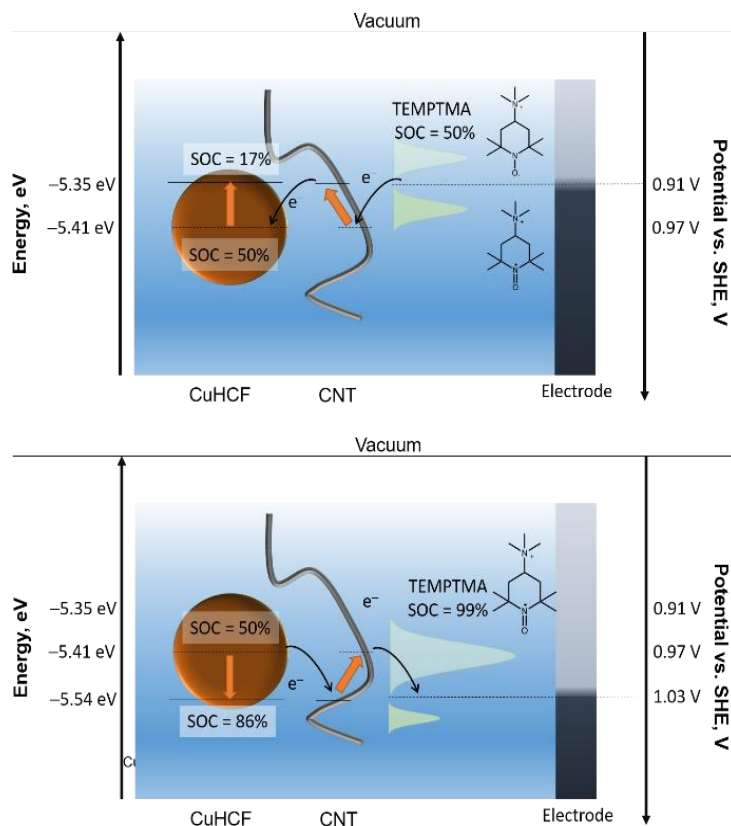 Vacuum
TEMPTMA
SOC = 50%
N
+
N
O
SOC = 17%
e⁻
e⁻
−5.35 eV
0.91 V
−5.41 eV
0.97 V
SOC = 50%
N
+
N
O
Energy, eV
Potential vs. SHE, V
CuHCF
CNT
Electrode
Vacuum
N
+
N
O
TEMPTMA
SOC = 99%
e⁻
−5.35 eV
0.91 V
SOC = 50%
−5.41 eV
0.97 V
e⁻
−5.54 eV
1.03 V
SOC = 86%
Energy, eV
Potential vs. SHE, V
Cu
CuHCF
CNT
Electrode